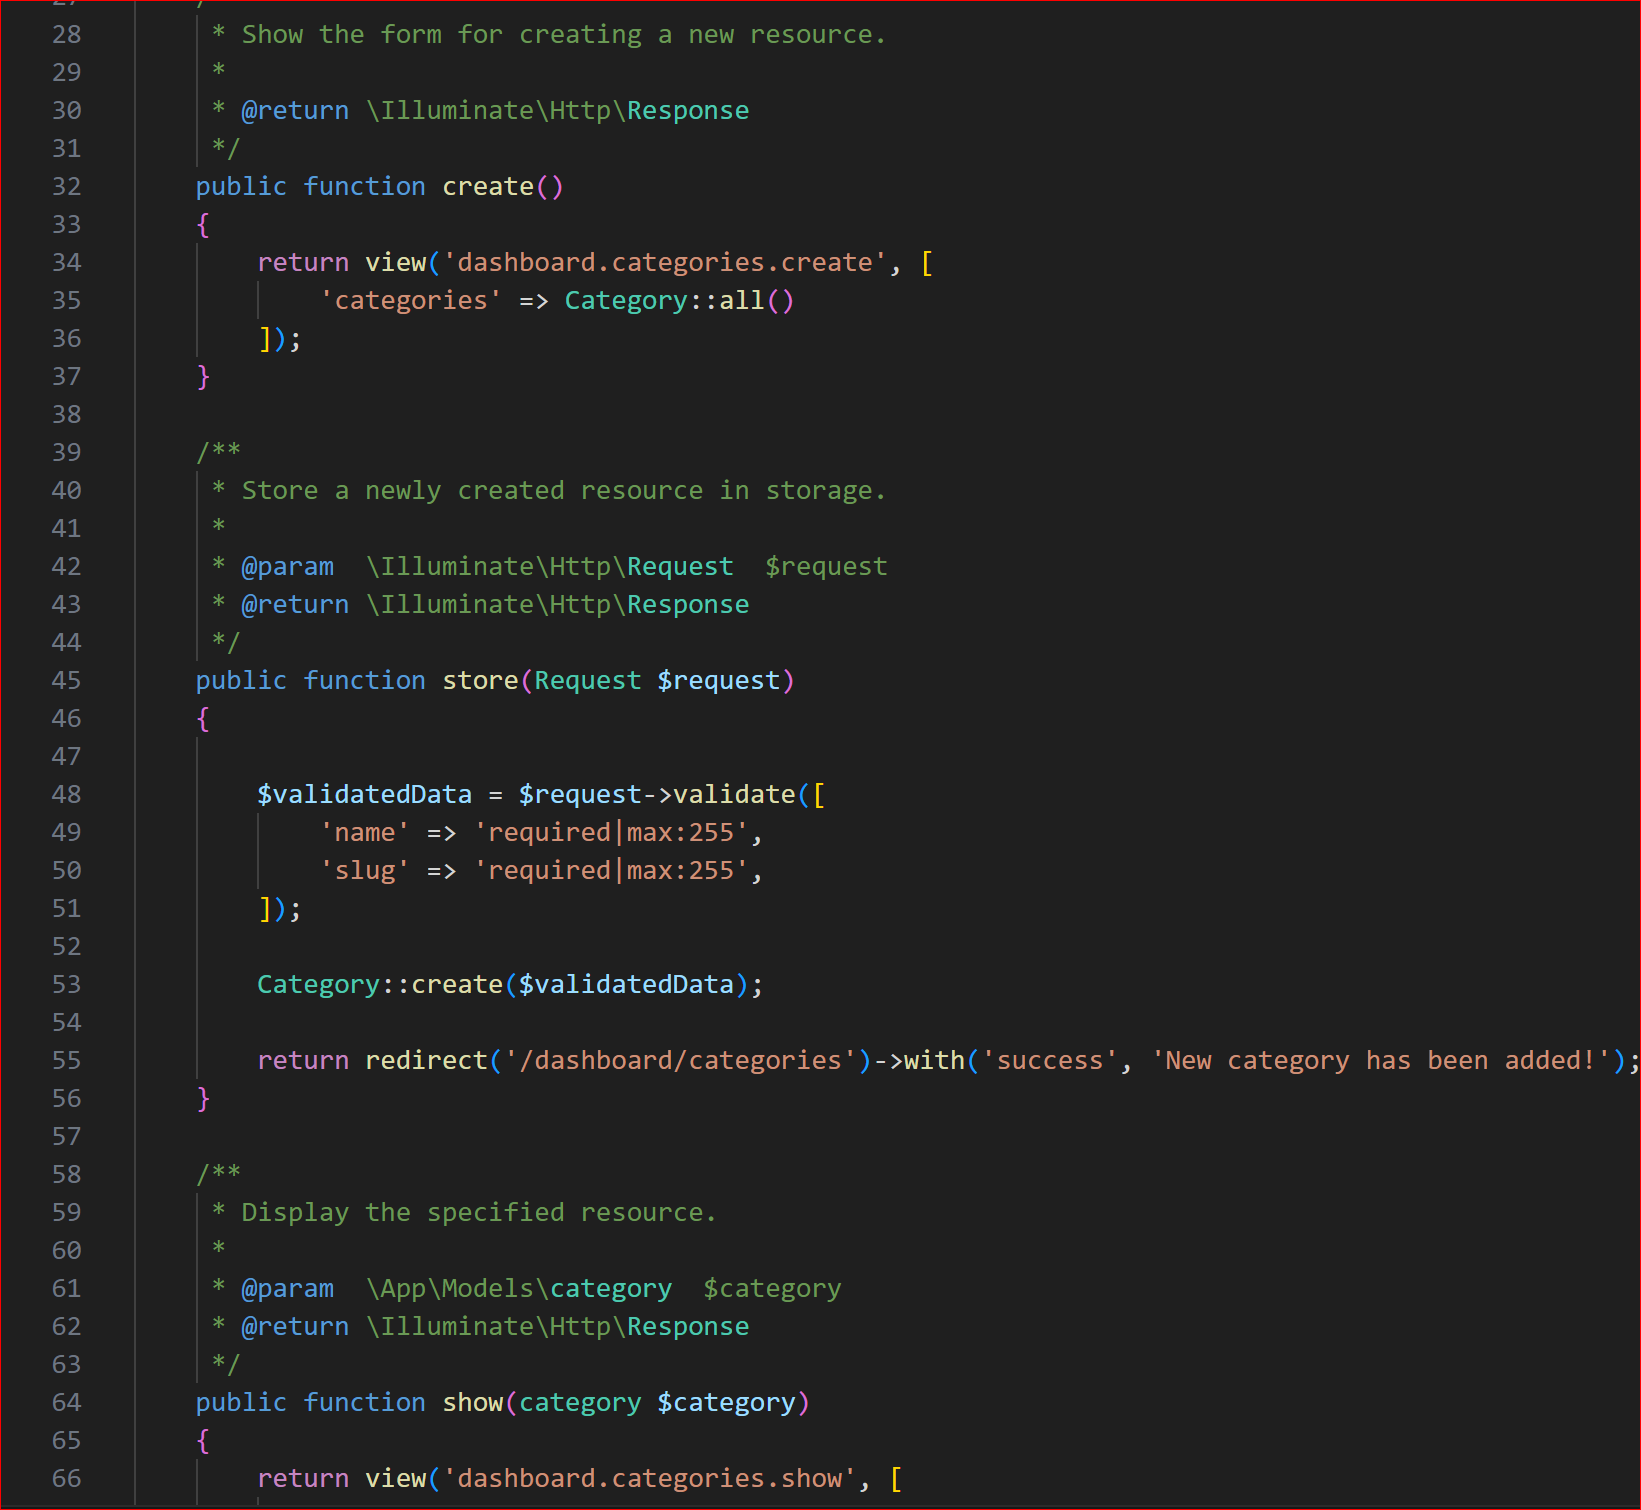 27    /**
28     * Show the form for creating a new resource.
29     *
30     * @return \Illuminate\Http\Response
31     */
32    public function create()
33    {
34        return view('dashboard.categories.create', [
35            'categories' => Category::all()
36        ]);
37    }
38
39    /**
40     * Store a newly created resource in storage.
41     *
42     * @param  \Illuminate\Http\Request  $request
43     * @return \Illuminate\Http\Response
44     */
45    public function store(Request $request)
46    {
47
48        $validatedData = $request->validate([
49            'name' => 'required|max:255',
50            'slug' => 'required|max:255',
51        ]);
52
53        Category::create($validatedData);
54
55        return redirect('/dashboard/categories')->with('success', 'New category has been added!');
56    }
57
58    /**
59     * Display the specified resource.
60     *
61     * @param  \App\Models\category  $category
62     * @return \Illuminate\Http\Response
63     */
64    public function show(category $category)
65    {
66        return view('dashboard.categories.show', [